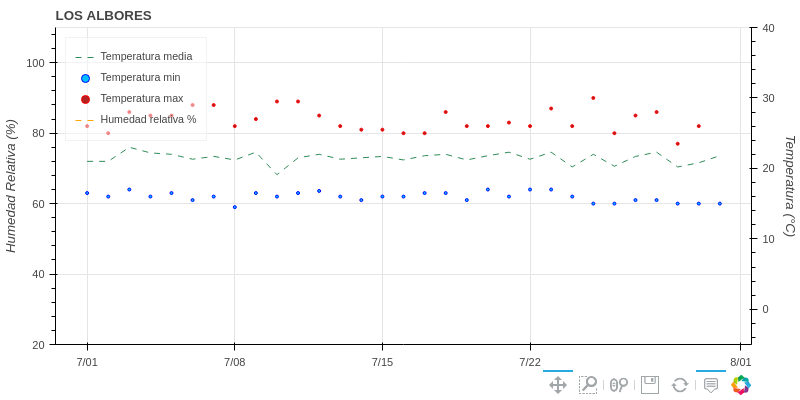 LOS ALBORES
Temperatura media
Temperatura min
Temperatura max
Humedad relativa %
Humedad Relativa (%)
100
80
60
40
20
40
30
20
10
0
Temperatura (°C)
7/01
7/08
7/15
7/22
8/01